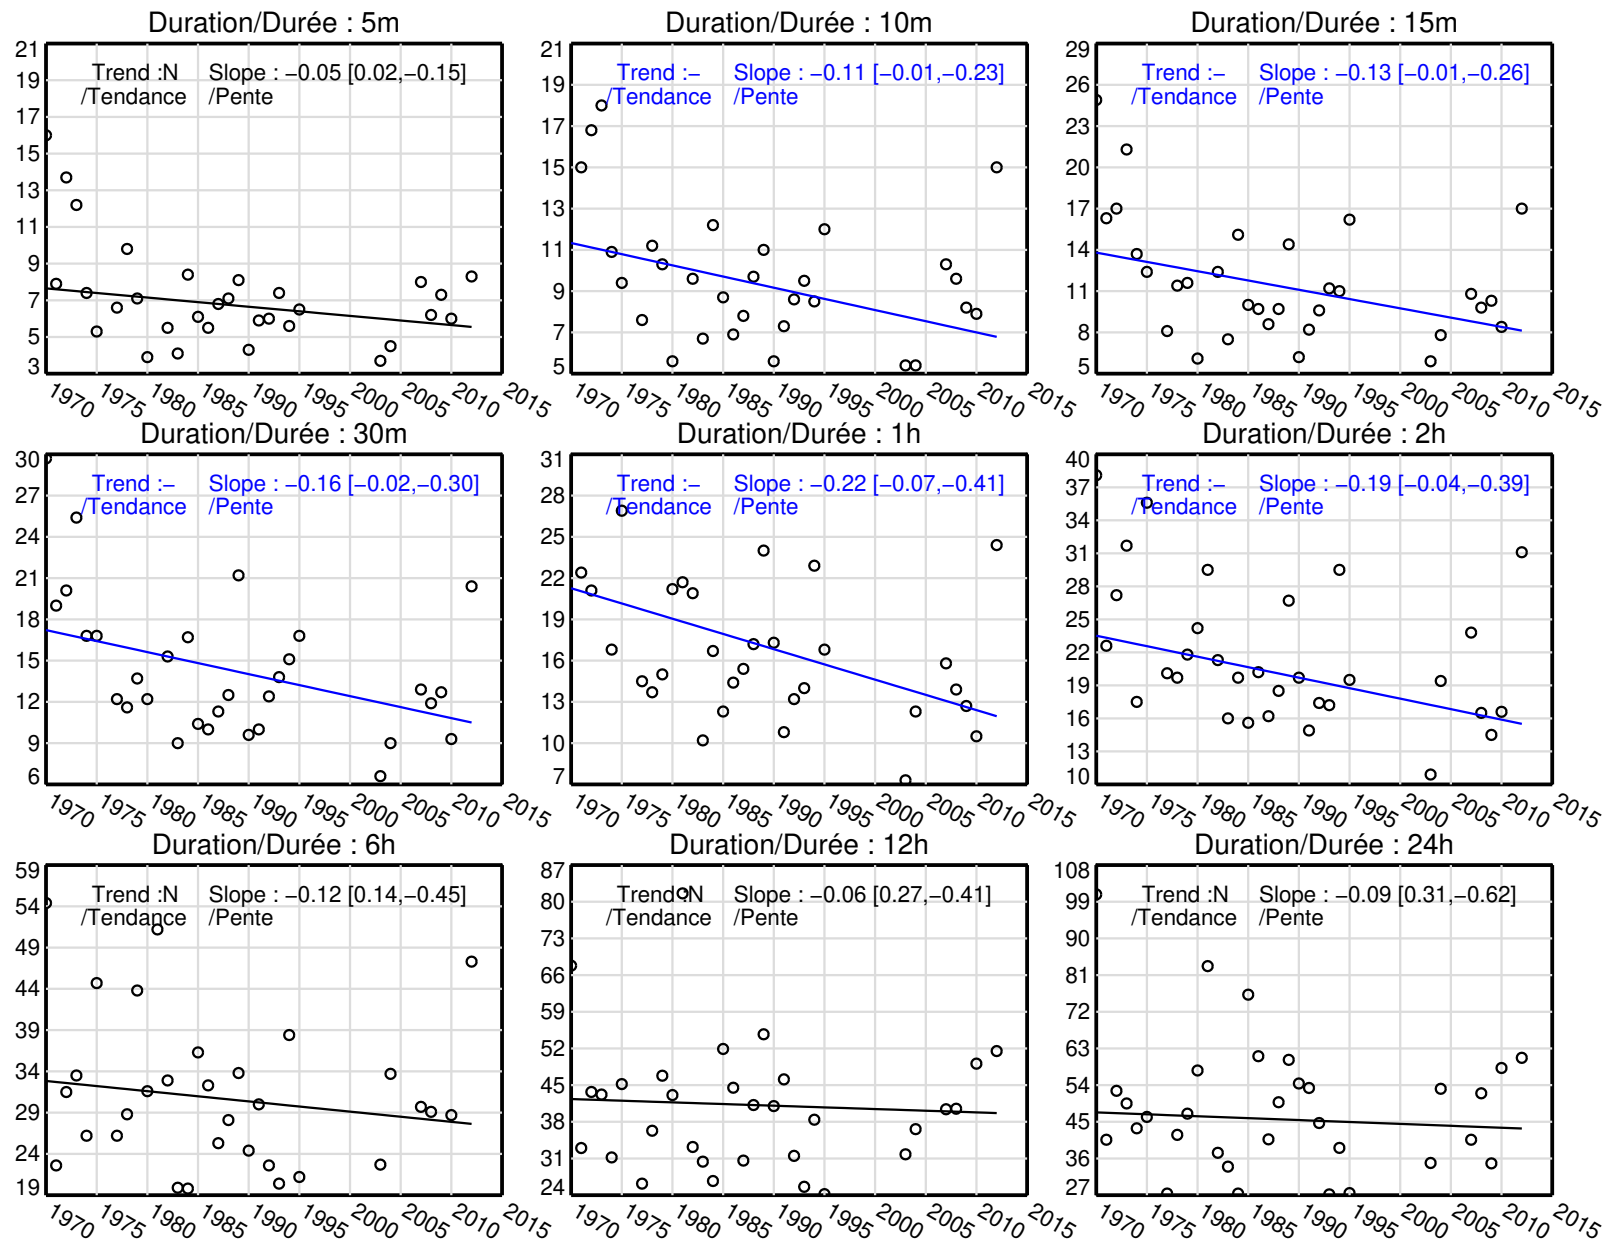 Duration/Durée : 5m
Trend :N Slope : −0.05 [0.02,−0.15]
/Tendance /Pente
21
19
17
15
13
11
9
7
5
3
1970 1975 1980 1985 1990 1995 2000 2005 2010 2015
Duration/Durée : 10m
Trend :− Slope : −0.11 [−0.01,−0.23]
/Tendance /Pente
21
19
17
15
13
11
9
7
5
1970 1975 1980 1985 1990 1995 2000 2005 2010 2015
Duration/Durée : 15m
Trend :− Slope : −0.13 [−0.01,−0.26]
/Tendance /Pente
29
26
23
20
17
14
11
8
5
1970 1975 1980 1985 1990 1995 2000 2005 2010 2015
Duration/Durée : 30m
Trend :− Slope : −0.16 [−0.02,−0.30]
/Tendance /Pente
30
27
24
21
18
15
12
9
6
1970 1975 1980 1985 1990 1995 2000 2005 2010 2015
Duration/Durée : 1h
Trend :− Slope : −0.22 [−0.07,−0.41]
/Tendance /Pente
31
28
25
22
19
16
13
10
7
1970 1975 1980 1985 1990 1995 2000 2005 2010 2015
Duration/Durée : 2h
Trend :− Slope : −0.19 [−0.04,−0.39]
/Tendance /Pente
40
37
34
31
28
25
22
19
16
13
10
1970 1975 1980 1985 1990 1995 2000 2005 2010 2015
Duration/Durée : 6h
Trend :N Slope : −0.12 [0.14,−0.45]
/Tendance /Pente
59
54
49
44
39
34
29
24
19
1970 1975 1980 1985 1990 1995 2000 2005 2010 2015
Duration/Durée : 12h
Trend :N Slope : −0.06 [0.27,−0.41]
/Tendance /Pente
87
80
73
66
59
52
45
38
31
24
1970 1975 1980 1985 1990 1995 2000 2005 2010 2015
Duration/Durée : 24h
Trend :N Slope : −0.09 [0.31,−0.62]
/Tendance /Pente
108
99
90
81
72
63
54
45
36
27
1970 1975 1980 1985 1990 1995 2000 2005 2010 2015